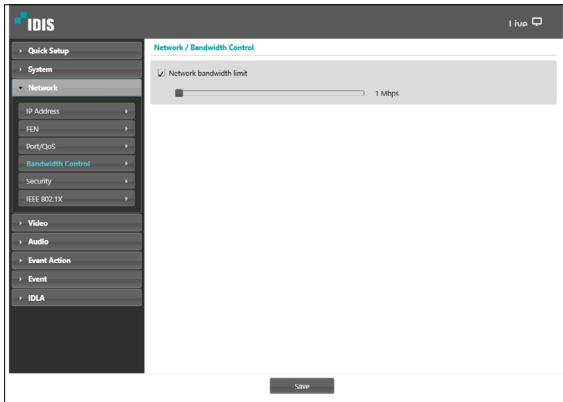 IDIS
Live
Quick Setup
System
Network
IP Address
FEN
Port/QoS
Bandwidth Control
Security
IEEE 802.1X
Video
Audio
Event Action
Event
IDLA
Network / Bandwidth Control
Network bandwidth limit
1 Mbps
Save